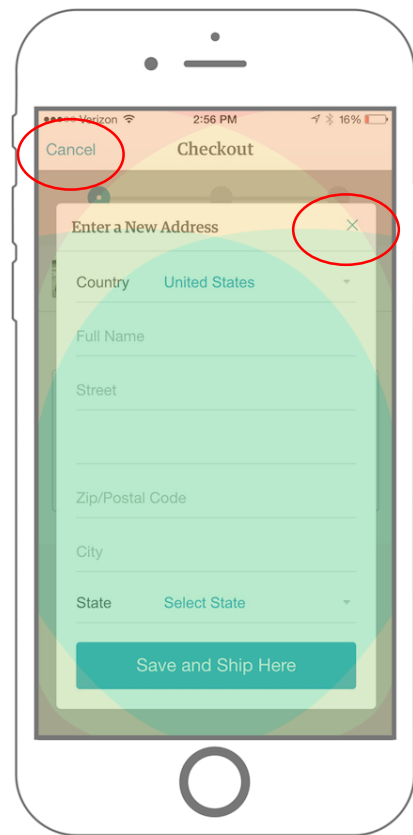 Verizon 2:56 PM 16%
Cancel Checkout
Enter a New Address ×
Country United States
Full Name
Street
Zip/Postal Code
City
State Select State
Save and Ship Here